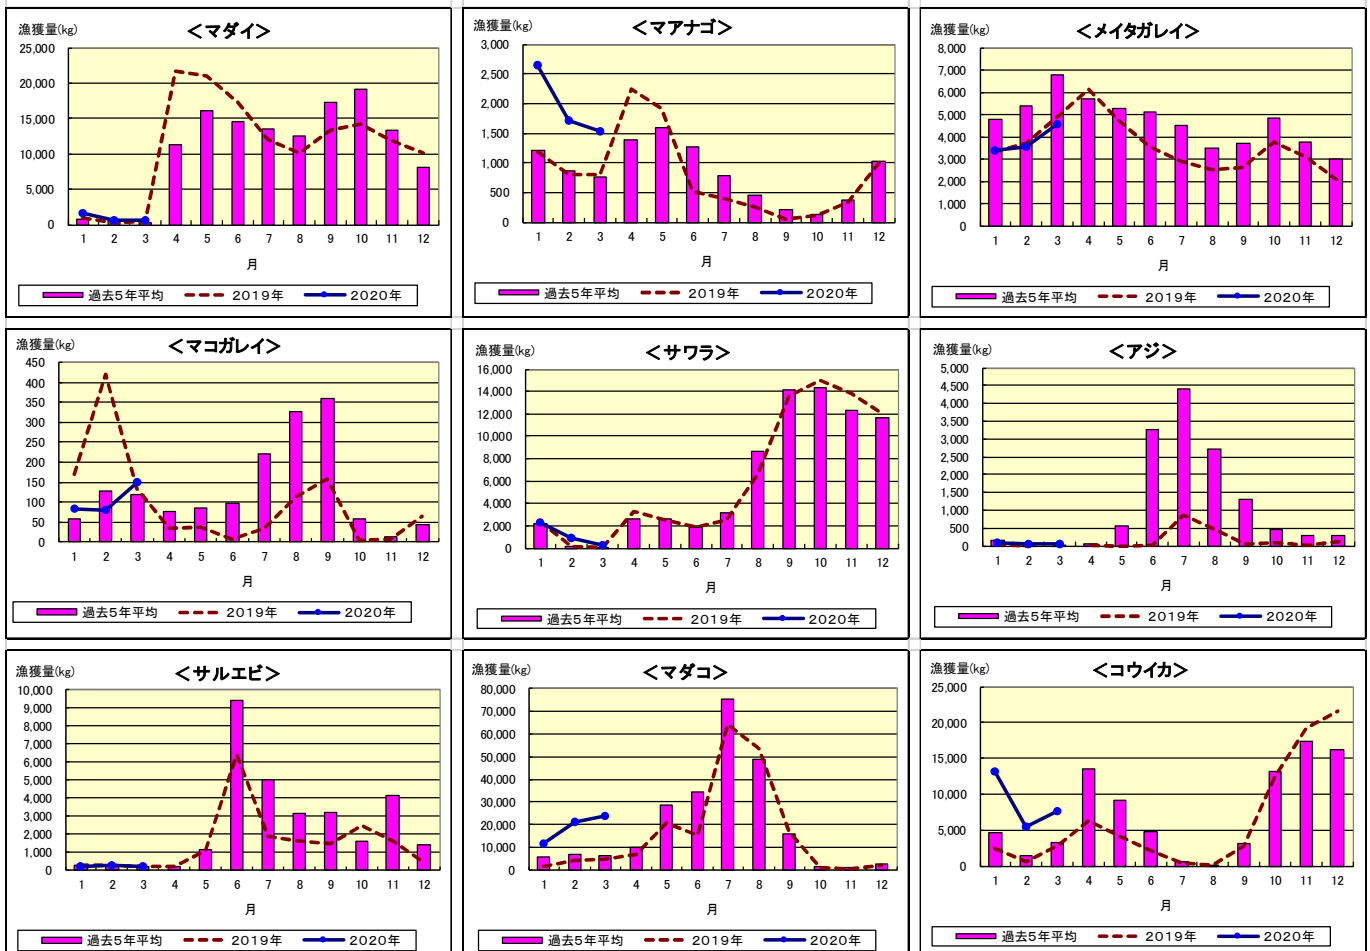 漁獲量(kg) ＜マダイ＞
25,000
20,000
15,000
10,000
5,000
0
1 2 3 4 5 6 7 8 9 10 11 12
月
過去5年平均 2019年 2020年
漁獲量(kg) ＜マアナゴ＞
3,000
2,500
2,000
1,500
1,000
500
0
1 2 3 4 5 6 7 8 9 10 11 12
月
過去5年平均 2019年 2020年
漁獲量(kg) ＜メイタガレイ＞
8,000
7,000
6,000
5,000
4,000
3,000
2,000
1,000
0
1 2 3 4 5 6 7 8 9 10 11 12
月
過去5年平均 2019年 2020年
漁獲量(kg) ＜マコガレイ＞
450
400
350
300
250
200
150
100
50
0
1 2 3 4 5 6 7 8 9 10 11 12
月
過去5年平均 2019年 2020年
漁獲量(kg) ＜サワラ＞
16,000
14,000
12,000
10,000
8,000
6,000
4,000
2,000
0
1 2 3 4 5 6 7 8 9 10 11 12
月
過去5年平均 2019年 2020年
漁獲量(kg) ＜アジ＞
5,000
4,500
4,000
3,500
3,000
2,500
2,000
1,500
1,000
500
0
1 2 3 4 5 6 7 8 9 10 11 12
月
過去5年平均 2019年 2020年
漁獲量(kg) ＜サルエビ＞
10,000
9,000
8,000
7,000
6,000
5,000
4,000
3,000
2,000
1,000
0
1 2 3 4 5 6 7 8 9 10 11 12
月
過去5年平均 2019年 2020年
漁獲量(kg) ＜マダコ＞
80,000
70,000
60,000
50,000
40,000
30,000
20,000
10,000
0
1 2 3 4 5 6 7 8 9 10 11 12
月
過去5年平均 2019年 2020年
漁獲量(kg) ＜コウイカ＞
25,000
20,000
15,000
10,000
5,000
0
1 2 3 4 5 6 7 8 9 10 11 12
月
過去5年平均 2019年 2020年